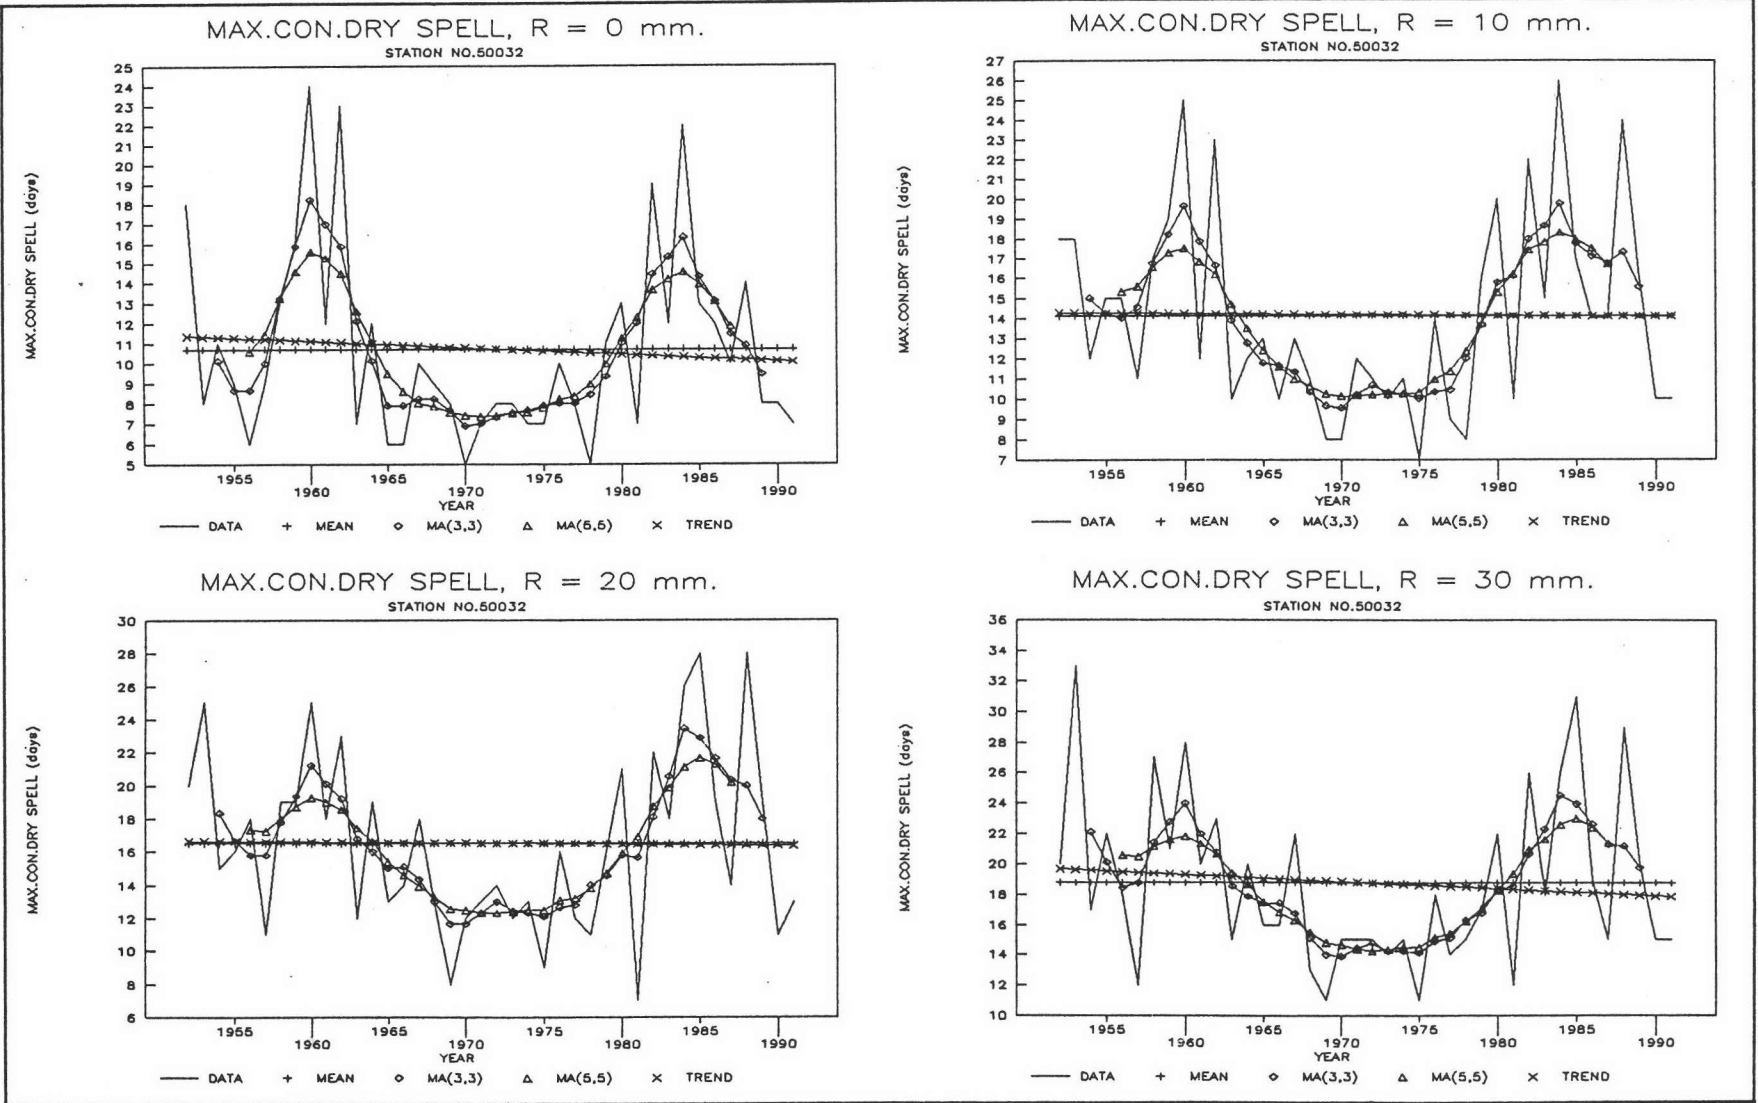 MAX.CON.DRY SPELL, R = 0 mm.
STATION NO.50032
MAX.CON.DRY SPELL (days)
25
24
23
22
21
20
19
18
17
16
15
14
13
12
11
10
9
8
7
6
5
1955 1965 1975 1985
1960 1970 1980 1990
YEAR
DATA MEAN MA(3,3) MA(5,5) TREND
MAX.CON.DRY SPELL, R = 10 mm.
STATION NO.50032
MAX.CON.DRY SPELL (days)
27
26
25
24
23
22
21
20
19
18
17
16
15
14
13
12
11
10
9
8
7
1955 1965 1975 1985
1960 1970 1980 1990
YEAR
DATA MEAN MA(3,3) MA(5,5) TREND
MAX.CON.DRY SPELL, R = 20 mm.
STATION NO.50032
MAX.CON.DRY SPELL (days)
30
28
26
24
22
20
18
16
14
12
10
8
6
1955 1965 1975 1985
1960 1970 1980 1990
YEAR
DATA MEAN MA(3,3) MA(5,5) TREND
MAX.CON.DRY SPELL, R = 30 mm.
STATION NO.50032
MAX.CON.DRY SPELL (days)
36
34
32
30
28
26
24
22
20
18
16
14
12
10
1955 1965 1975 1985
1960 1970 1980 1990
YEAR
DATA MEAN MA(3,3) MA(5,5) TREND